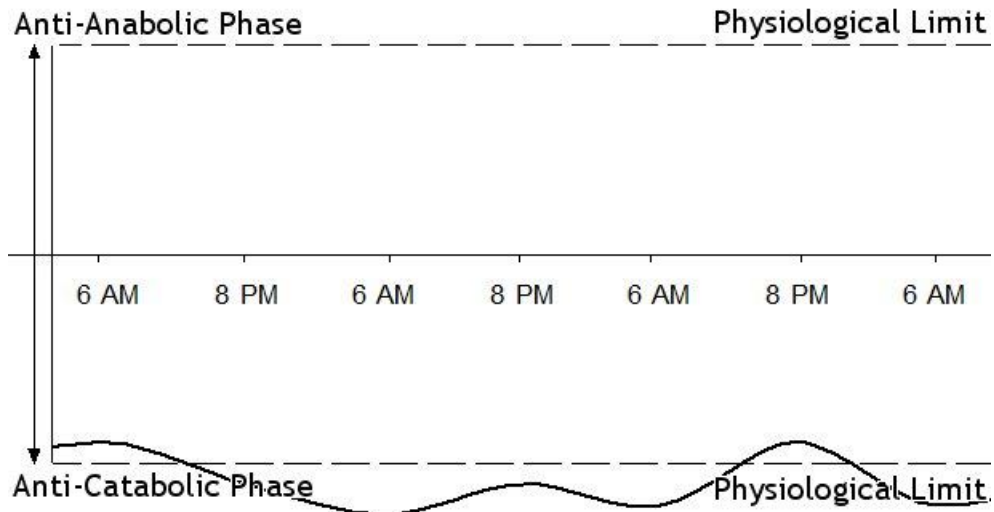 Anti-Anabolic Phase Physiological Limit
6 AM 8 PM 6 AM 8 PM 6 AM 8 PM 6 AM
Anti-Catabolic Phase Physiological Limit